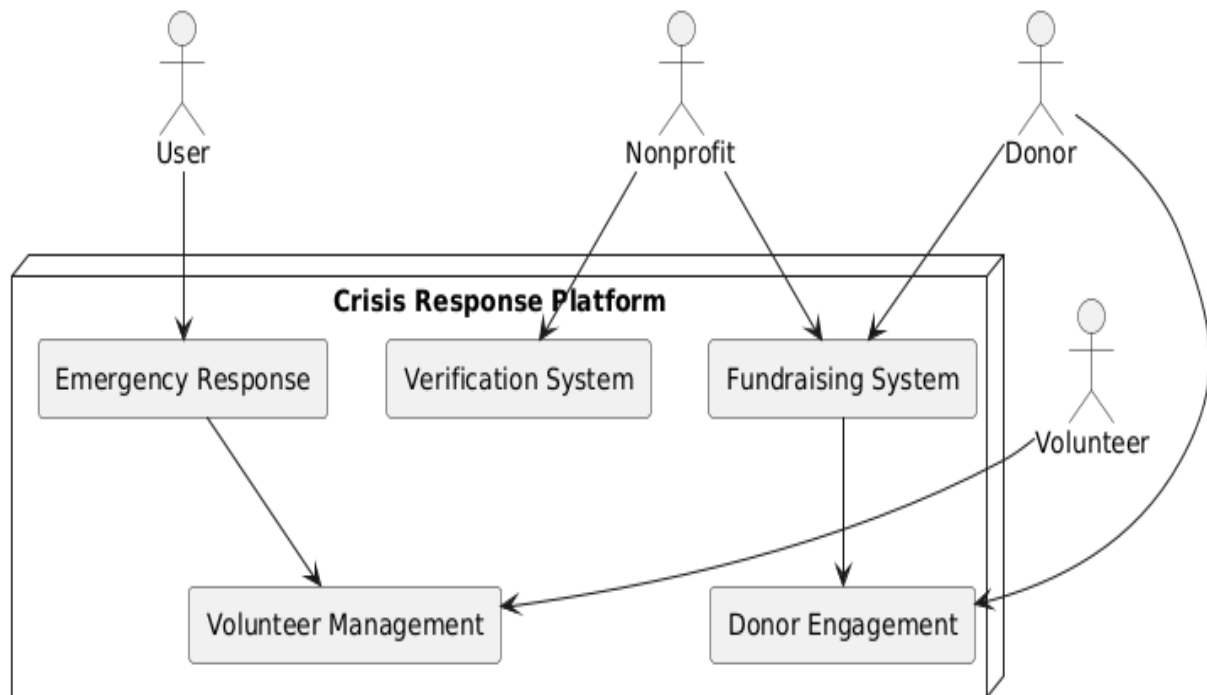 User
Nonprofit
Donor
Crisis Response Platform
Emergency Response
Verification System
Fundraising System
Volunteer
Volunteer Management
Donor Engagement